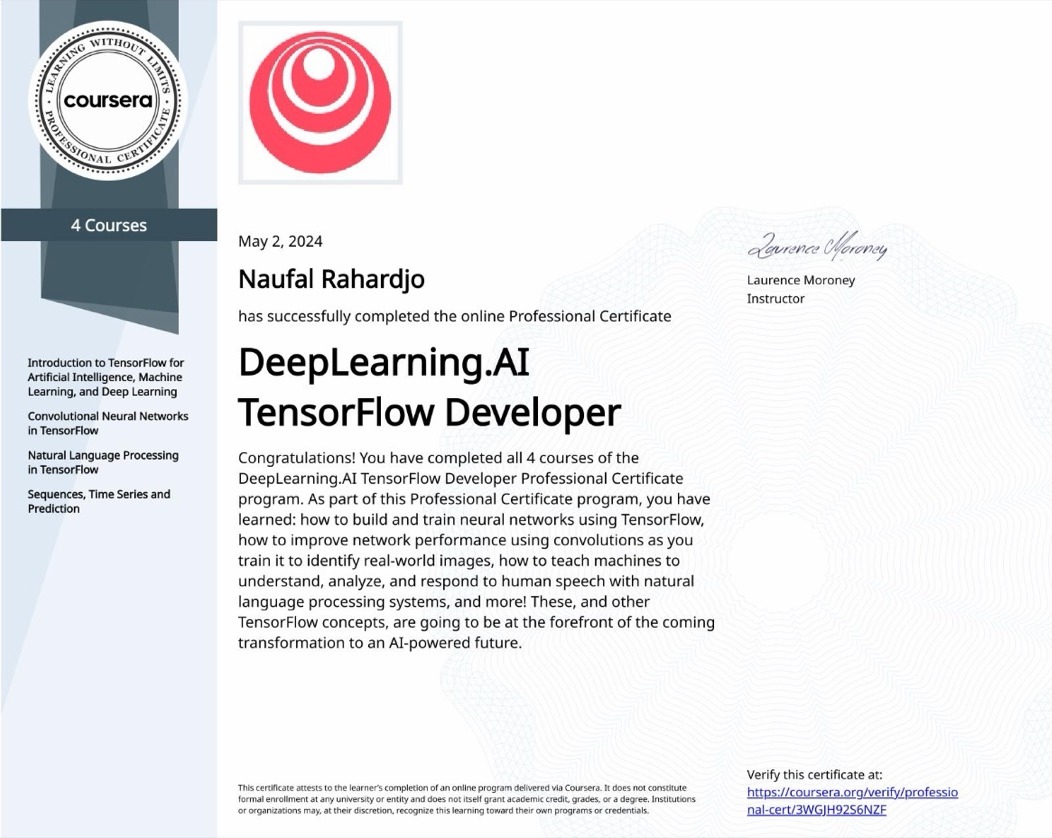 LEARNING WITHOUT LIMITS
coursera
PROFESSIONAL CERTIFICATE
4 Courses
Introduction to TensorFlow for
Artificial Intelligence, Machine
Learning, and Deep Learning
Convolutional Neural Networks
in TensorFlow
Natural Language Processing
in TensorFlow
Sequences, Time Series and
Prediction
May 2, 2024
Naufal Rahardjo
has successfully completed the online Professional Certificate
DeepLearning.AI
TensorFlow Developer
Congratulations! You have completed all 4 courses of the
DeepLearning.AI TensorFlow Developer Professional Certificate
program. As part of this Professional Certificate program, you have
learned: how to build and train neural networks using TensorFlow,
how to improve network performance using convolutions as you
train it to identify real-world images, how to teach machines to
understand, analyze, and respond to human speech with natural
language processing systems, and more! These, and other
TensorFlow concepts, are going to be at the forefront of the coming
transformation to an AI-powered future.
Laurence Moroney
Laurence Moroney
Instructor
This certificate attests to the learner's completion of an online program delivered via Coursera. It does not constitute
formal enrollment at any university or entity and does not itself grant academic credit, grades, or a degree. Institutions
or organizations may, at their discretion, recognize this learning toward their own programs or credentials.
Verify this certificate at:
https://coursera.org/verify/professio
nal-cert/3WGJH92S6NZF